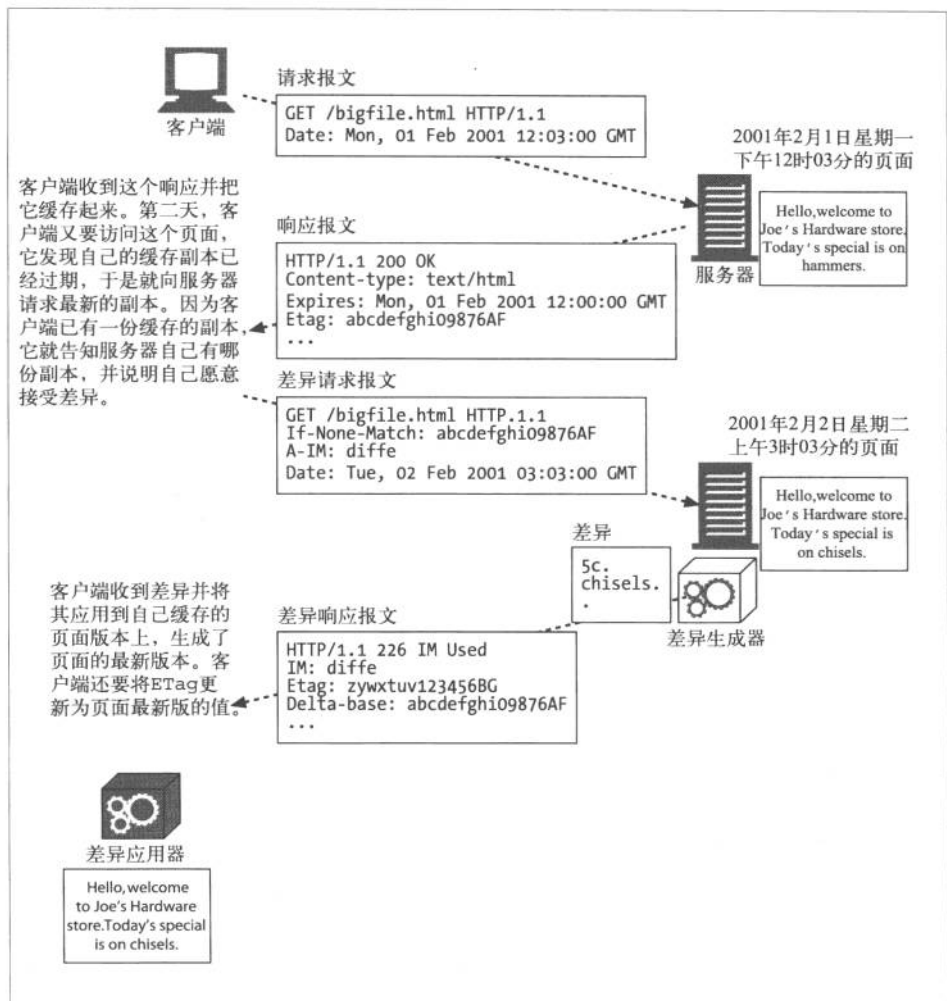 请求报文
GET /bigfile.html HTTP/1.1
Date: Mon, 01 Feb 2001 12:03:00 GMT
客户端
2001年2月1日星期一
下午12时03分的页面
Hello,welcome to
Joe's Hardware store.
Today's special is on
hammers.
服务器
客户端收到这个响应并把
它缓存起来。第二天，客
户端又要访问这个页面，
它发现自己的缓存副本已
经过期，于是就向服务器
请求最新的副本。因为客
户端已有一份缓存的副本，
它就告知服务器自己有哪
份副本，并说明自己愿意
接受差异。
响应报文
HTTP/1.1 200 OK
Content-type: text/html
Expires: Mon, 01 Feb 2001 12:00:00 GMT
Etag: abcdefghi09876AF
...
差异请求报文
GET /bigfile.html HTTP.1.1
If-None-Match: abcdefghi09876AF
A-IM: diffe
Date: Tue, 02 Feb 2001 03:03:00 GMT
2001年2月2日星期二
上午3时03分的页面
Hello,welcome to
Joe's Hardware store.
Today's special is
on chisels.
差异
5c.
chisels.
.
差异生成器
客户端收到差异并将
其应用到自己缓存的
页面版本上，生成了
页面的最新版本。客
户端还要将ETag更
新为页面最新版的值。
差异响应报文
HTTP/1.1 226 IM Used
IM: diffe
Etag: zywxtuv123456BG
Delta-base: abcdefghi09876AF
...
差异应用器
Hello,welcome
to Joe's Hardware
store.Today's special
is on chisels.